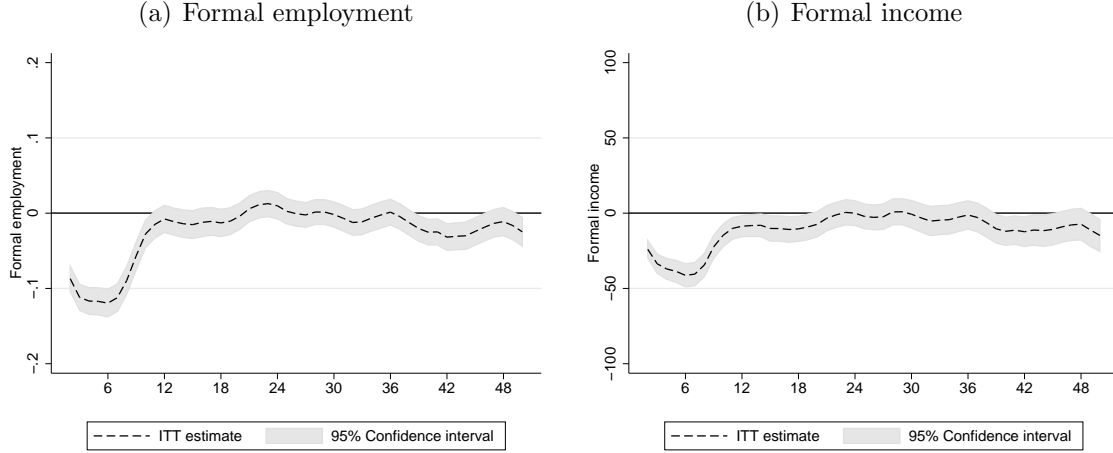 (a) Formal employment
(b) Formal income
Formal employment
.2
.1
0
-.1
-.2
6 12 18 24 30 36 42 48
ITT estimate 95% Confidence interval
Formal income
100
50
0
-50
-100
6 12 18 24 30 36 42 48
ITT estimate 95% Confidence interval